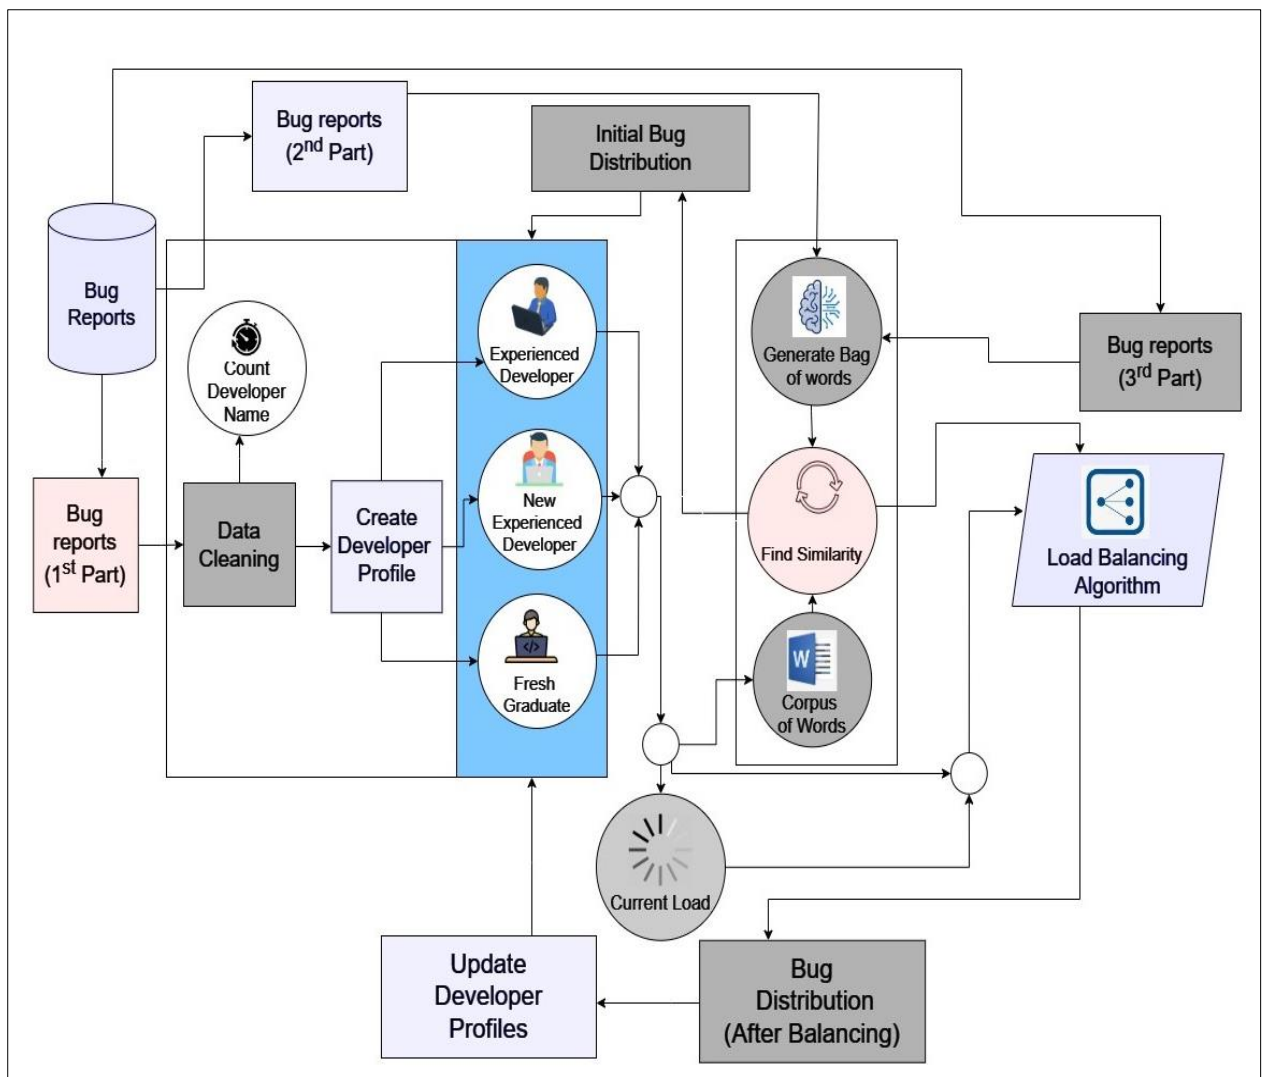 Bug reports
(2nd Part)
Initial Bug
Distribution
Bug
Reports
Count
Developer
Name
Experienced
Developer
Generate Bag
of words
Bug reports
(3rd Part)
Bug
reports
(1st Part)
Data
Cleaning
Create
Developer
Profile
New
Experienced
Developer
Find Similarity
Load Balancing
Algorithm
Fresh
Graduate
W
Corpus
of Words
Current Load
Update
Developer
Profiles
Bug
Distribution
(After Balancing)